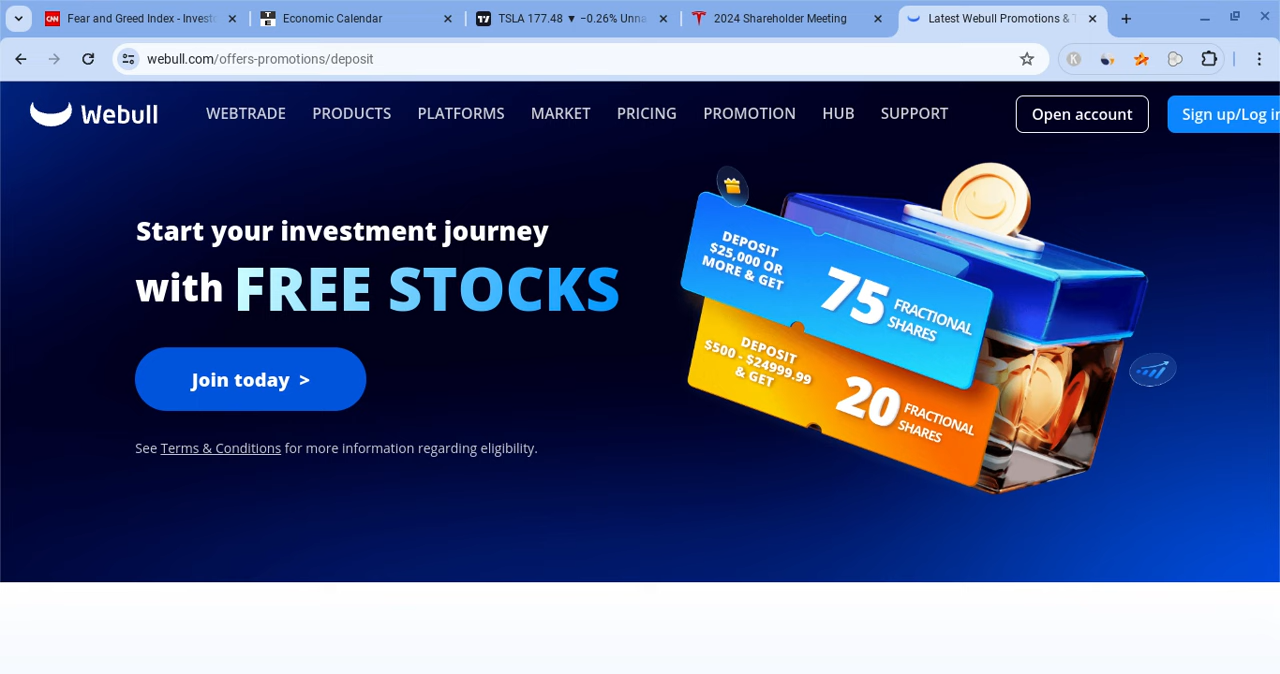 Fear and Greed Index - Investo
Economic Calendar
TSLA 177.48 ▼ −0.26% Unna
2024 Shareholder Meeting
Latest Webull Promotions & T
webull.com/offers-promotions/deposit
Webull
WEBTRADE
PRODUCTS
PLATFORMS
MARKET
PRICING
PROMOTION
HUB
SUPPORT
Open account
Sign up/Log in
Start your investment journey
with FREE STOCKS
Join today >
See Terms & Conditions for more information regarding eligibility.
DEPOSIT
$25,000 OR
MORE & GET
75 FRACTIONAL
SHARES
DEPOSIT
$500 - $24999.99
& GET
20 FRACTIONAL
SHARES